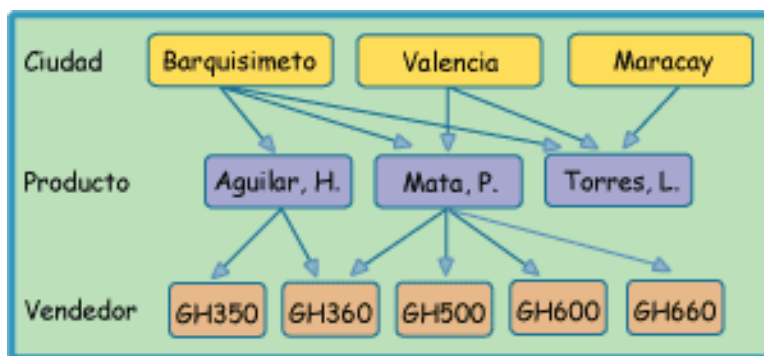 Ciudad Barquisimeto Valencia Maracay
Producto Aguilar, H. Mata, P. Torres, L.
Vendedor GH350 GH360 GH500 GH600 GH660